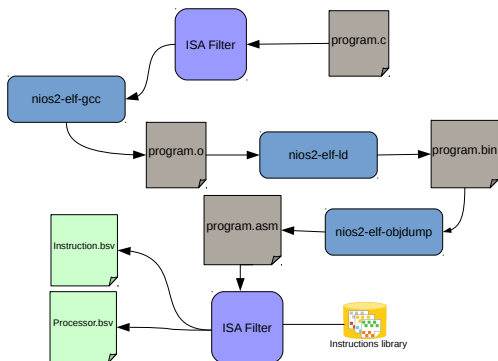 ISA Filter
program.c
nios2-elf-gcc
program.o
nios2-elf-ld
program.bin
program.asm
nios2-elf-objdump
Instruction.bsv
Processor.bsv
ISA Filter
Instructions library